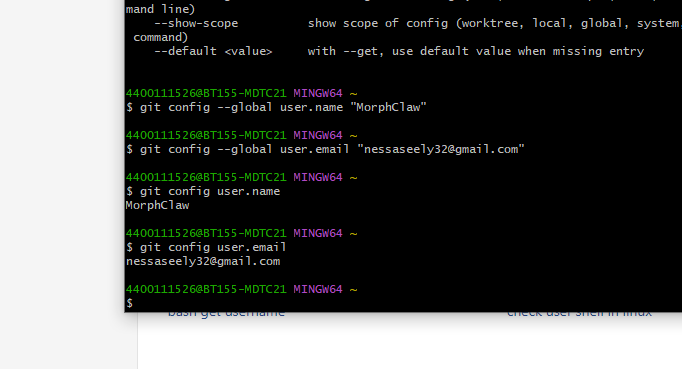 mand line)
--show-scope show scope of config (worktree, local, global, system,
command)
--default <value> with --get, use default value when missing entry
4400111526@BT155-MDTC21 MINGW64 ~
$ git config --global user.name "MorphClaw"
4400111526@BT155-MDTC21 MINGW64 ~
$ git config --global user.email "nessaseely32@gmail.com"
4400111526@BT155-MDTC21 MINGW64 ~
$ git config user.name
MorphClaw
4400111526@BT155-MDTC21 MINGW64 ~
$ git config user.email
nessaseely32@gmail.com
4400111526@BT155-MDTC21 MINGW64 ~
$
bash get username check user shell in linux